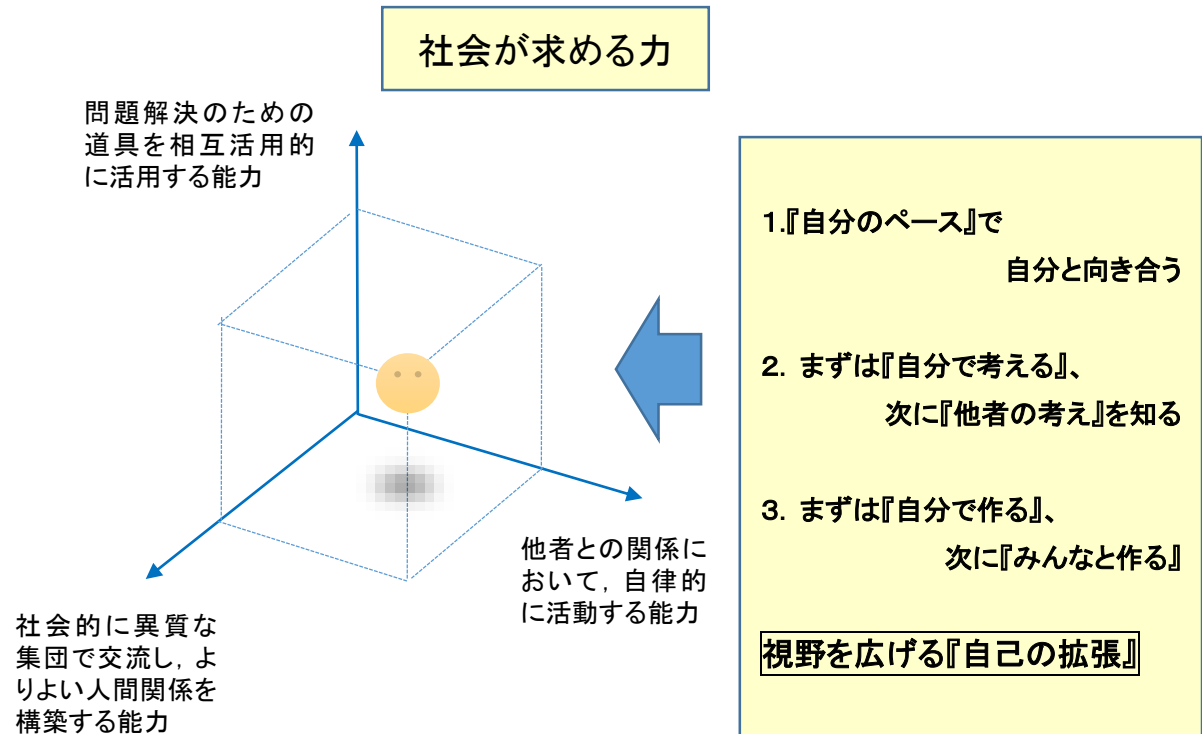 社会が求める力
問題解決のための
道具を相互活用的
に活用する能力
他者との関係に
おいて，自律的
に活動する能力
社会的に異質な
集団で交流し，よ
りよい人間関係を
構築する能力
1.『自分のペース』で
自分と向き合う
2. まずは『自分で考える』、
次に『他者の考え』を知る
3. まずは『自分で作る』、
次に『みんなと作る』
視野を広げる『自己の拡張』